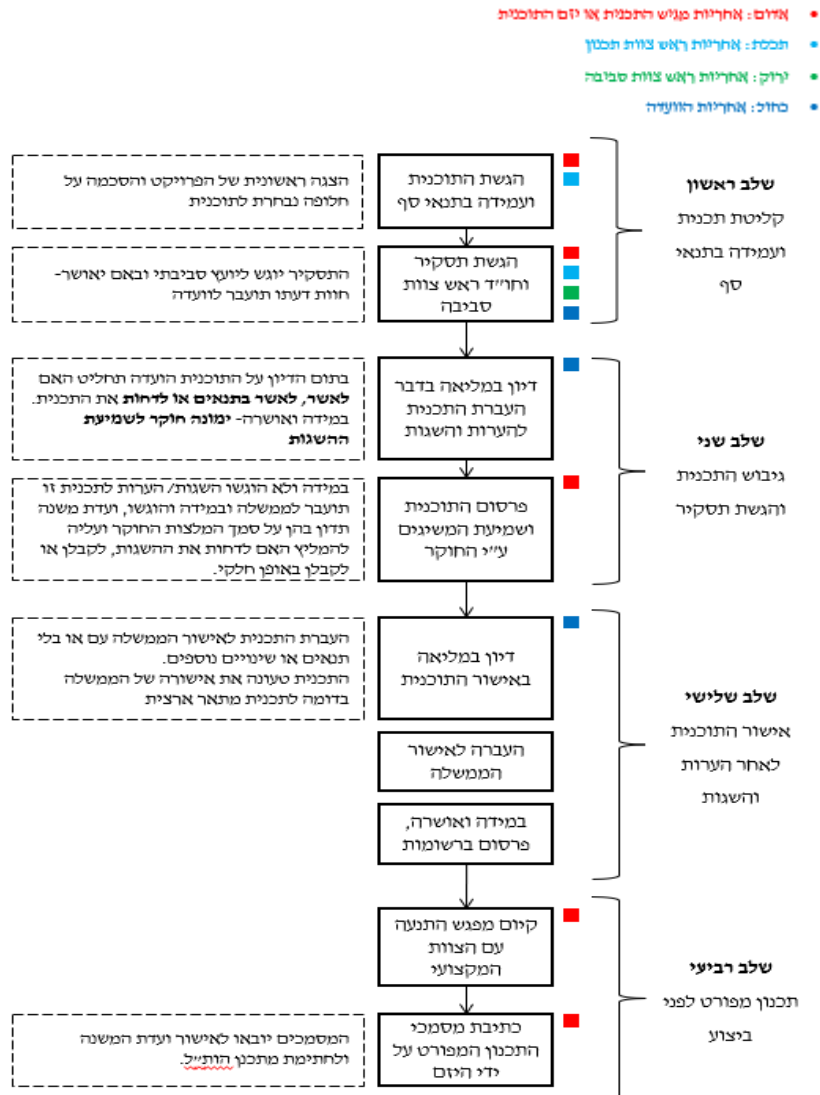 אדום: אחריות מגיש התכנית או יזם התוכנית
תכלת: אחריות ראש צוות תכנון
ירוק: אחריות ראש צוות סביבה
כחול: אחריות הוועדה
שלב ראשון
קליטת תכנית
ועמידה בתנאי
סף
הגשת התוכנית
ועמידה בתנאי סף
הצגה ראשונית של הפרויקט והסכמה על
חלופה נבחרת לתוכנית
הגשת תסקיר
וחו"ד ראש צוות
סביבה
התסקיר יוגש ליועץ סביבתי ובאם יאושר-
חוות דעתו תועבר לוועדה
שלב שני
גיבוש התכנית
והגשת תסקיר
דיון במליאה בדבר
העברת התכנית
להערות והשגות
בתום הדיון על התוכנית הועדה תחליט האם
לאשר, לאשר בתנאים או לדחות את התכנית.
במידה ואושרה- ימונה חוקר לשמיעת
ההשגות
פרסום התוכנית
ושמיעת המשיגים
ע"י החוקר
במידה ולא הוגשו השגות/ הערות לתכנית זו
תועבר לממשלה ובמידה והוגשו, ועדת משנה
תדון בהן על סמך המלצות החוקר ועליה
להמליץ האם לדחות את ההשגות, לקבלן או
לקבלן באופן חלקי.
שלב שלישי
אישור התוכנית
לאחר הערות
והשגות
דיון במליאה
באישור התוכנית
העברת התכנית לאישור הממשלה עם או בלי
תנאים או שינויים נוספים.
התכנית טעונה את אישורה של הממשלה
בדומה לתכנית מתאר ארצית
העברה לאישור
הממשלה
במידה ואושרה,
פרסום ברשומות
שלב רביעי
תכנון מפורט לפני
ביצוע
קיום מפגש התנעה
עם הצוות
המקצועי
כתיבת מסמכי
התכנון המפורט על
ידי היזם
המסמכים יובאו לאישור ועדת המשנה
ולחתימת מתכנן הות"ל.